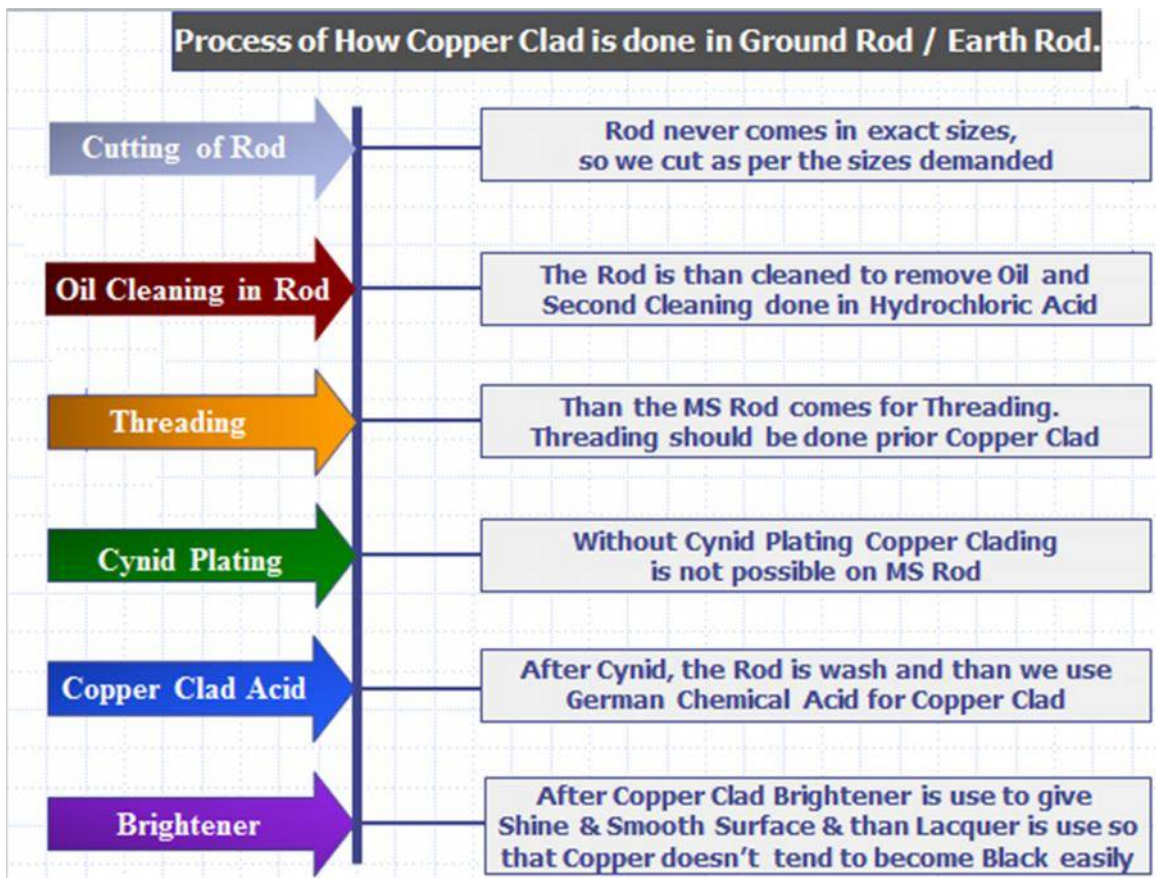 Process of How Copper Clad is done in Ground Rod / Earth Rod.
Cutting of Rod
Rod never comes in exact sizes,
so we cut as per the sizes demanded
Oil Cleaning in Rod
The Rod is than cleaned to remove Oil and
Second Cleaning done in Hydrochloric Acid
Threading
Than the MS Rod comes for Threading.
Threading should be done prior Copper Clad
Cynid Plating
Without Cynid Plating Copper Clading
is not possible on MS Rod
Copper Clad Acid
After Cynid, the Rod is wash and than we use
German Chemical Acid for Copper Clad
Brightener
After Copper Clad Brightener is use to give
Shine & Smooth Surface & than Lacquer is use so
that Copper doesn’t tend to become Black easily